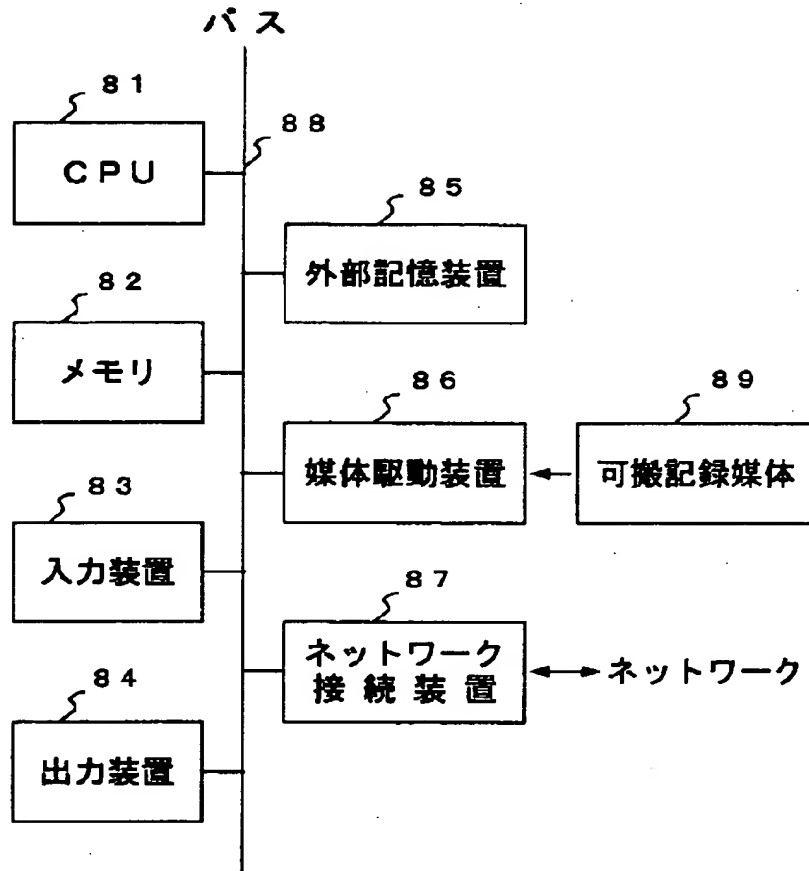 バス
81
CPU
88
85
外部記憶装置
82
メモリ
86
媒体駆動装置
89
可搬記録媒体
83
入力装置
87
ネットワーク
接続装置
ネットワーク
84
出力装置